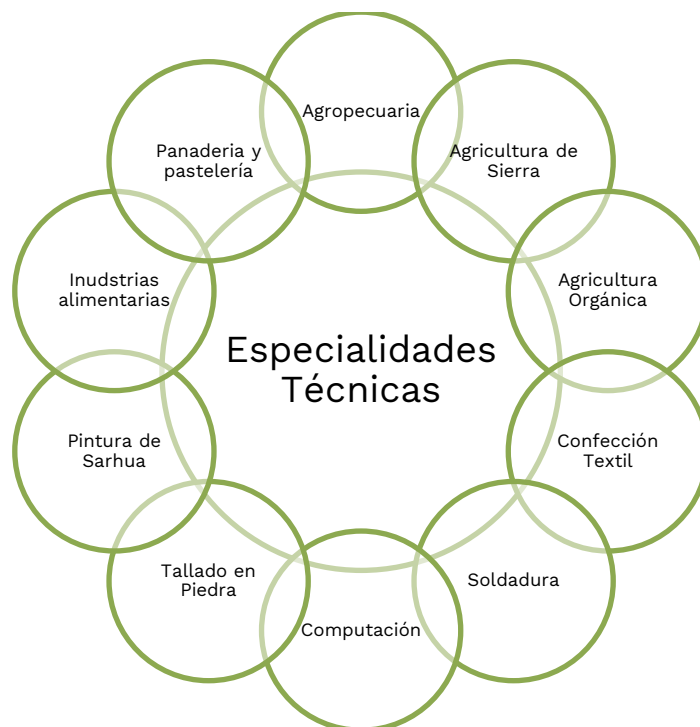 Agropecuaria
Agricultura de
Sierra
Agricultura
Orgánica
Confección
Textil
Soldadura
Computación
Tallado en
Piedra
Pintura de
Sarhua
Inudstrias
alimentarias
Panaderia y
pastelería
Especialidades
Técnicas